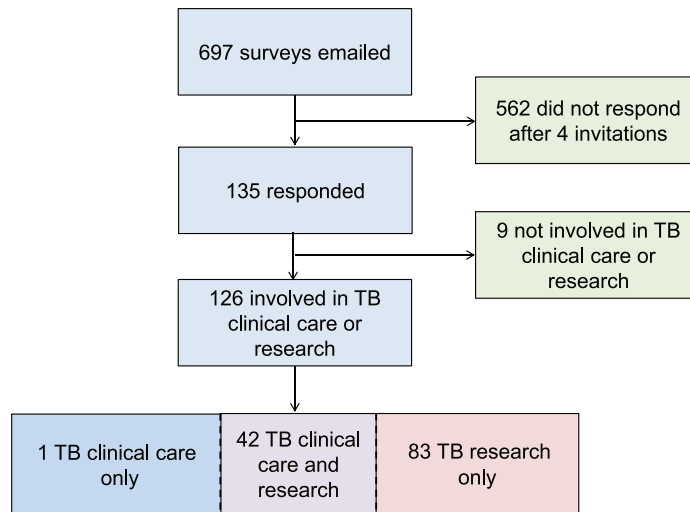 697 surveys emailed
562 did not respond
after 4 invitations
135 responded
9 not involved in TB
clinical care or
research
126 involved in TB
clinical care or
research
1 TB clinical care
only
42 TB clinical
care and
research
83 TB research
only